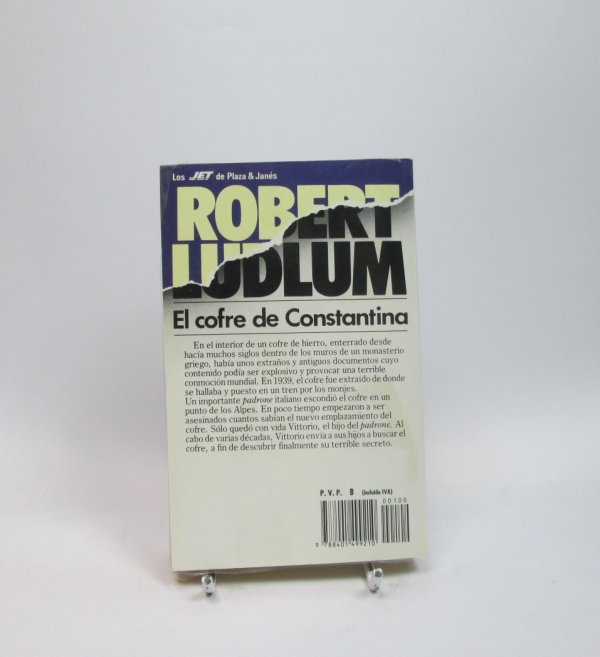 Los JET de Plaza & Janés
ROBERT
LUDLUM
El cofre de Constantina
En el interior de un cofre de hierro, enterrado desde
hacía muchos siglos dentro de los muros de un monasterio
griego, había unos extraños y antiguos documentos cuyo
contenido podía ser explosivo y provocar una terrible
conmoción mundial. En 1939, el cofre fue extraído de donde
se hallaba y puesto en un tren por los monjes.
Un importante padrone italiano escondió el cofre en un
punto de los Alpes. En poco tiempo empezaron a ser
asesinados cuantos sabían el nuevo emplazamiento del
cofre. Sólo quedó con vida Vittorio, el hijo del padrone. Al
cabo de varias décadas, Vittorio envía a sus hijos a buscar el
cofre, a fin de descubrir finalmente su terrible secreto.
P. V. P. B (incluido IVA)
00100
9 788401 499210